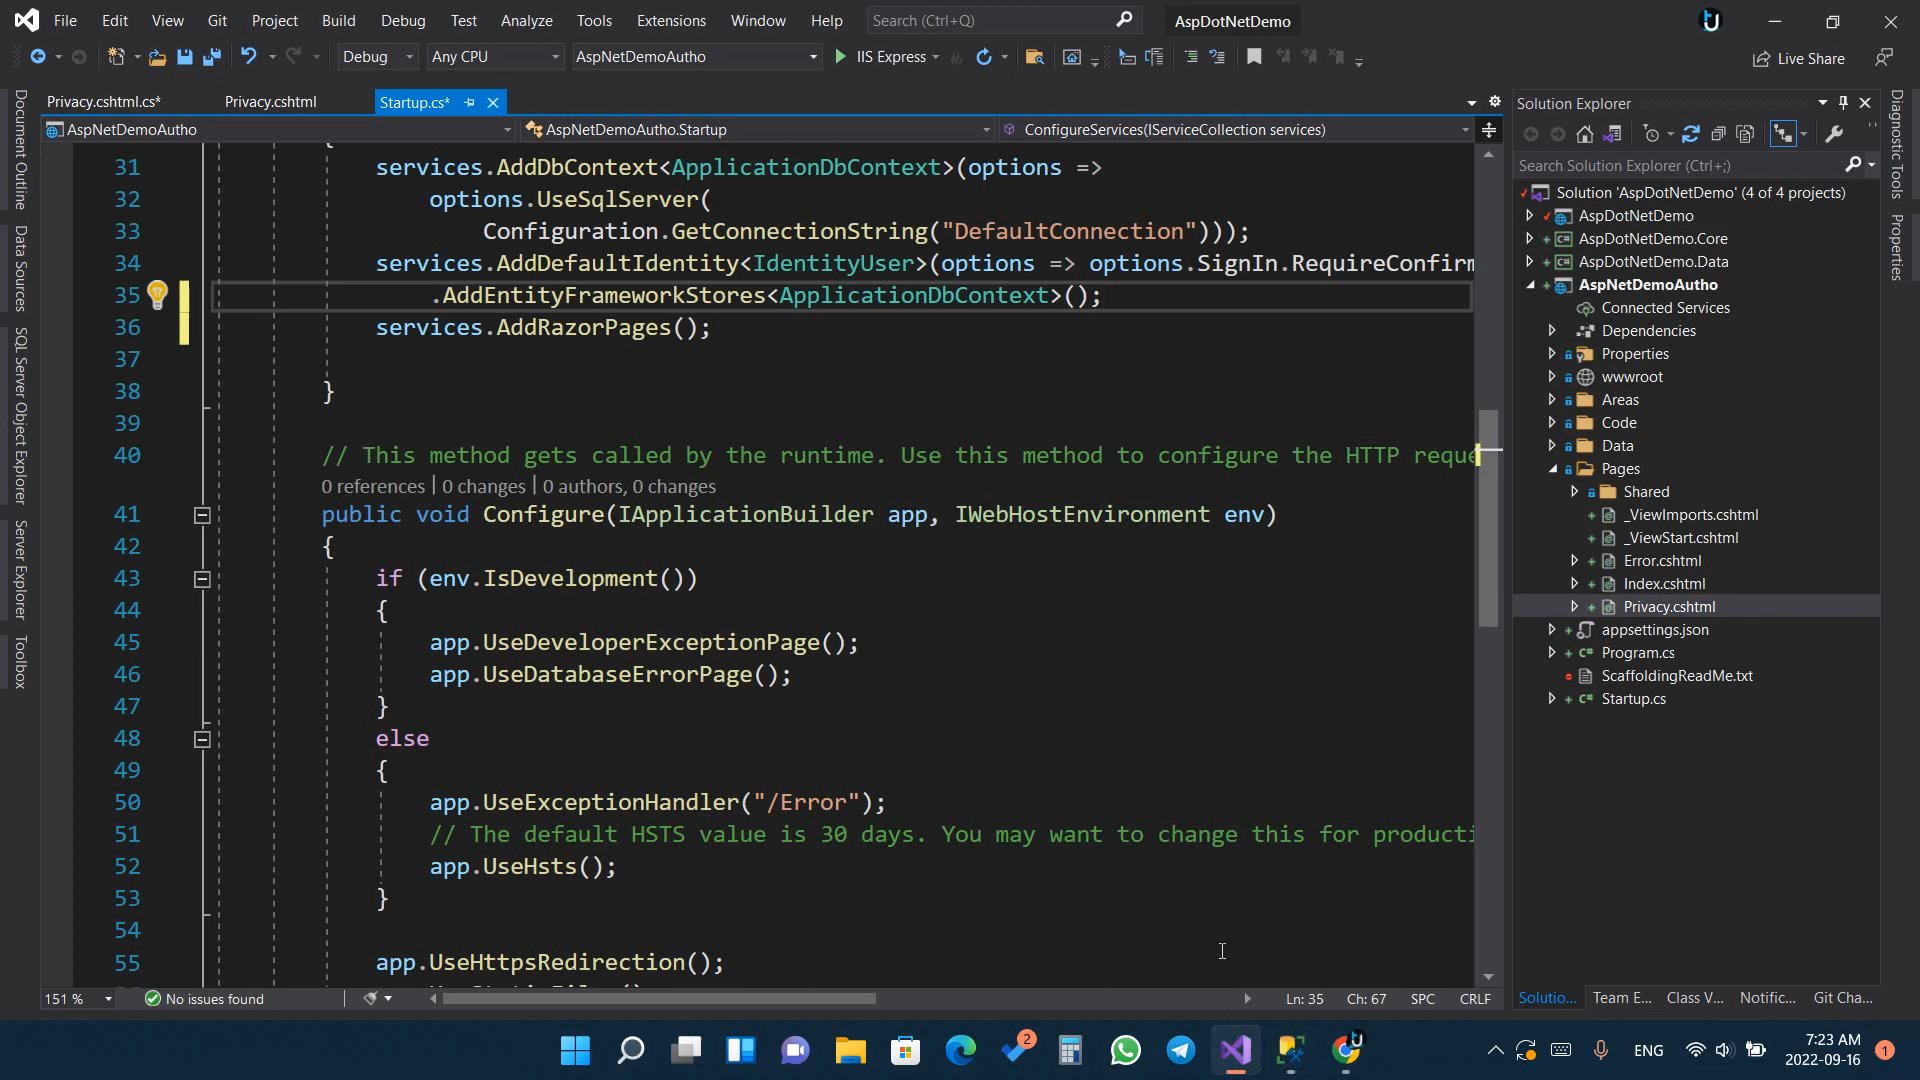 File Edit View Git Project Build Debug Test Analyze Tools Extensions Window Help Search (Ctrl+Q) AspDotNetDemo
Debug Any CPU AspNetDemoAutho IIS Express Live Share
Privacy.cshtml.cs* Privacy.cshtml Startup.cs*
AspNetDemoAutho AspNetDemoAutho.Startup ConfigureServices(IServiceCollection services)
31 services.AddDbContext<ApplicationDbContext>(options =>
32 options.UseSqlServer(
33 Configuration.GetConnectionString("DefaultConnection")));
34 services.AddDefaultIdentity<IdentityUser>(options => options.SignIn.RequireConfirm
35 .AddEntityFrameworkStores<ApplicationDbContext>();
36 services.AddRazorPages();
37
38 }
39
40 // This method gets called by the runtime. Use this method to configure the HTTP reque
0 references | 0 changes | 0 authors, 0 changes
41 public void Configure(IApplicationBuilder app, IWebHostEnvironment env)
42 {
43 if (env.IsDevelopment())
44 {
45 app.UseDeveloperExceptionPage();
46 app.UseDatabaseErrorPage();
47 }
48 else
49 {
50 app.UseExceptionHandler("/Error");
51 // The default HSTS value is 30 days. You may want to change this for producti
52 app.UseHsts();
53 }
54
55 app.UseHttpsRedirection();
151 % No issues found Ln: 35 Ch: 67 SPC CRLF
Document Outline
Data Sources
SQL Server Object Explorer
Server Explorer
Toolbox
Solution Explorer
Search Solution Explorer (Ctrl+;)
Solution 'AspDotNetDemo' (4 of 4 projects)
AspDotNetDemo
AspDotNetDemo.Core
AspDotNetDemo.Data
AspNetDemoAutho
Connected Services
Dependencies
Properties
wwwroot
Areas
Code
Data
Pages
Shared
_ViewImports.cshtml
_ViewStart.cshtml
Error.cshtml
Index.cshtml
Privacy.cshtml
appsettings.json
Program.cs
ScaffoldingReadMe.txt
Startup.cs
Solutio... Team E... Class V... Notific... Git Cha...
Diagnostic Tools
Properties
2 ENG 7:23 AM 1
2022-09-16